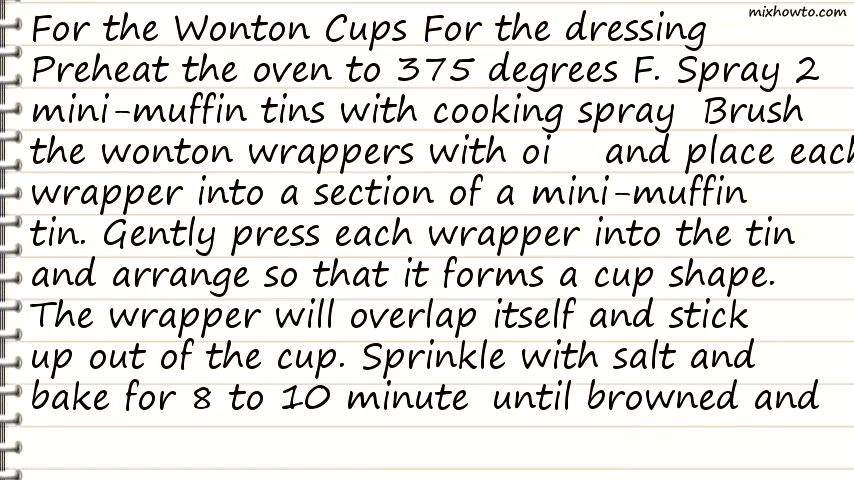 mixhowto.com
For the Wonton Cups For the dressing
Preheat the oven to 375 degrees F. Spray 2
mini-muffin tins with cooking spray Brush
the wonton wrappers with oi and place each
wrapper into a section of a mini-muffin
tin. Gently press each wrapper into the tin
and arrange so that it forms a cup shape.
The wrapper will overlap itself and stick
up out of the cup. Sprinkle with salt and
bake for 8 to 10 minute until browned and